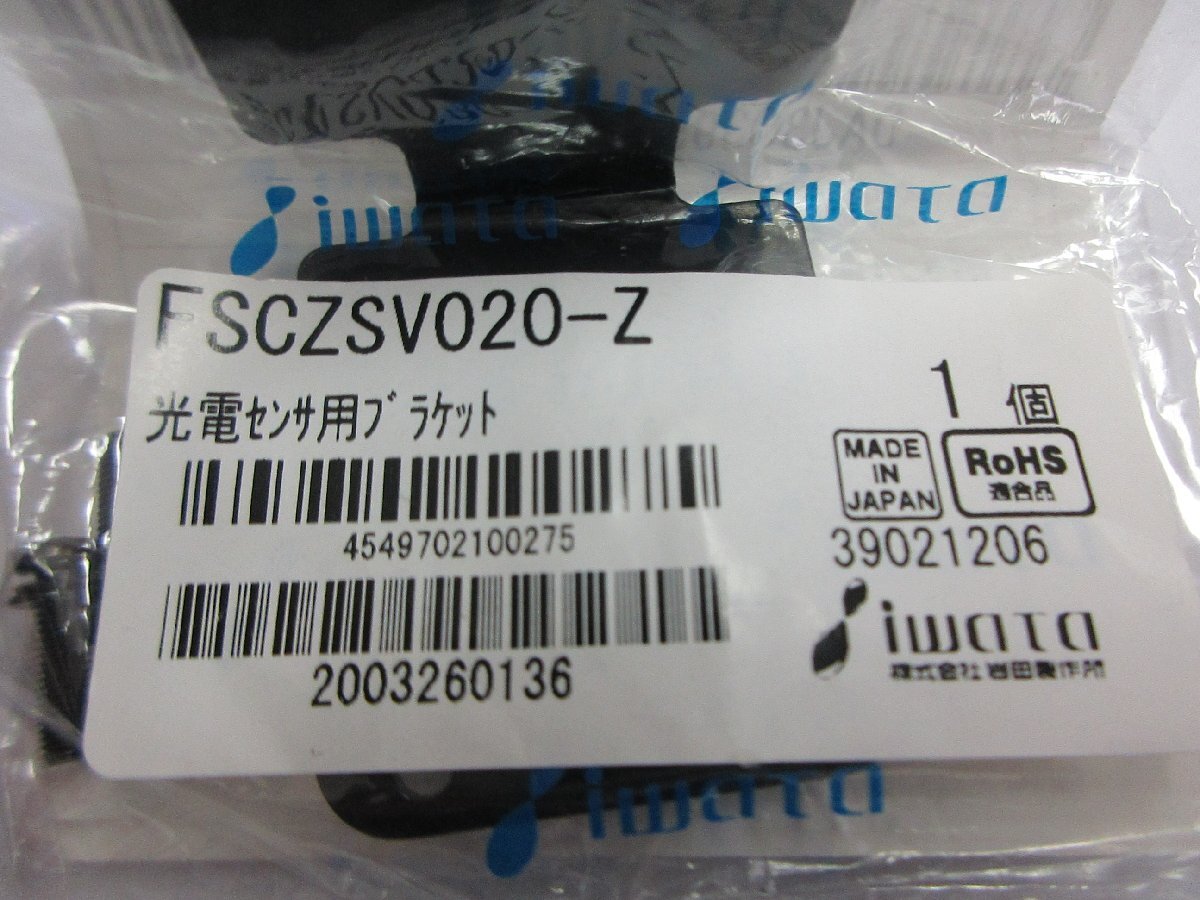 iwata
iwata
iwata
FSCZSV020-Z
光電ｾﾝｻ用ﾌﾞﾗｹｯﾄ
1 個
MADE
IN
JAPAN
RoHS
適合品
4549702100275
39021206
2003260136
iwata
株式会社 岩田製作所
iwata